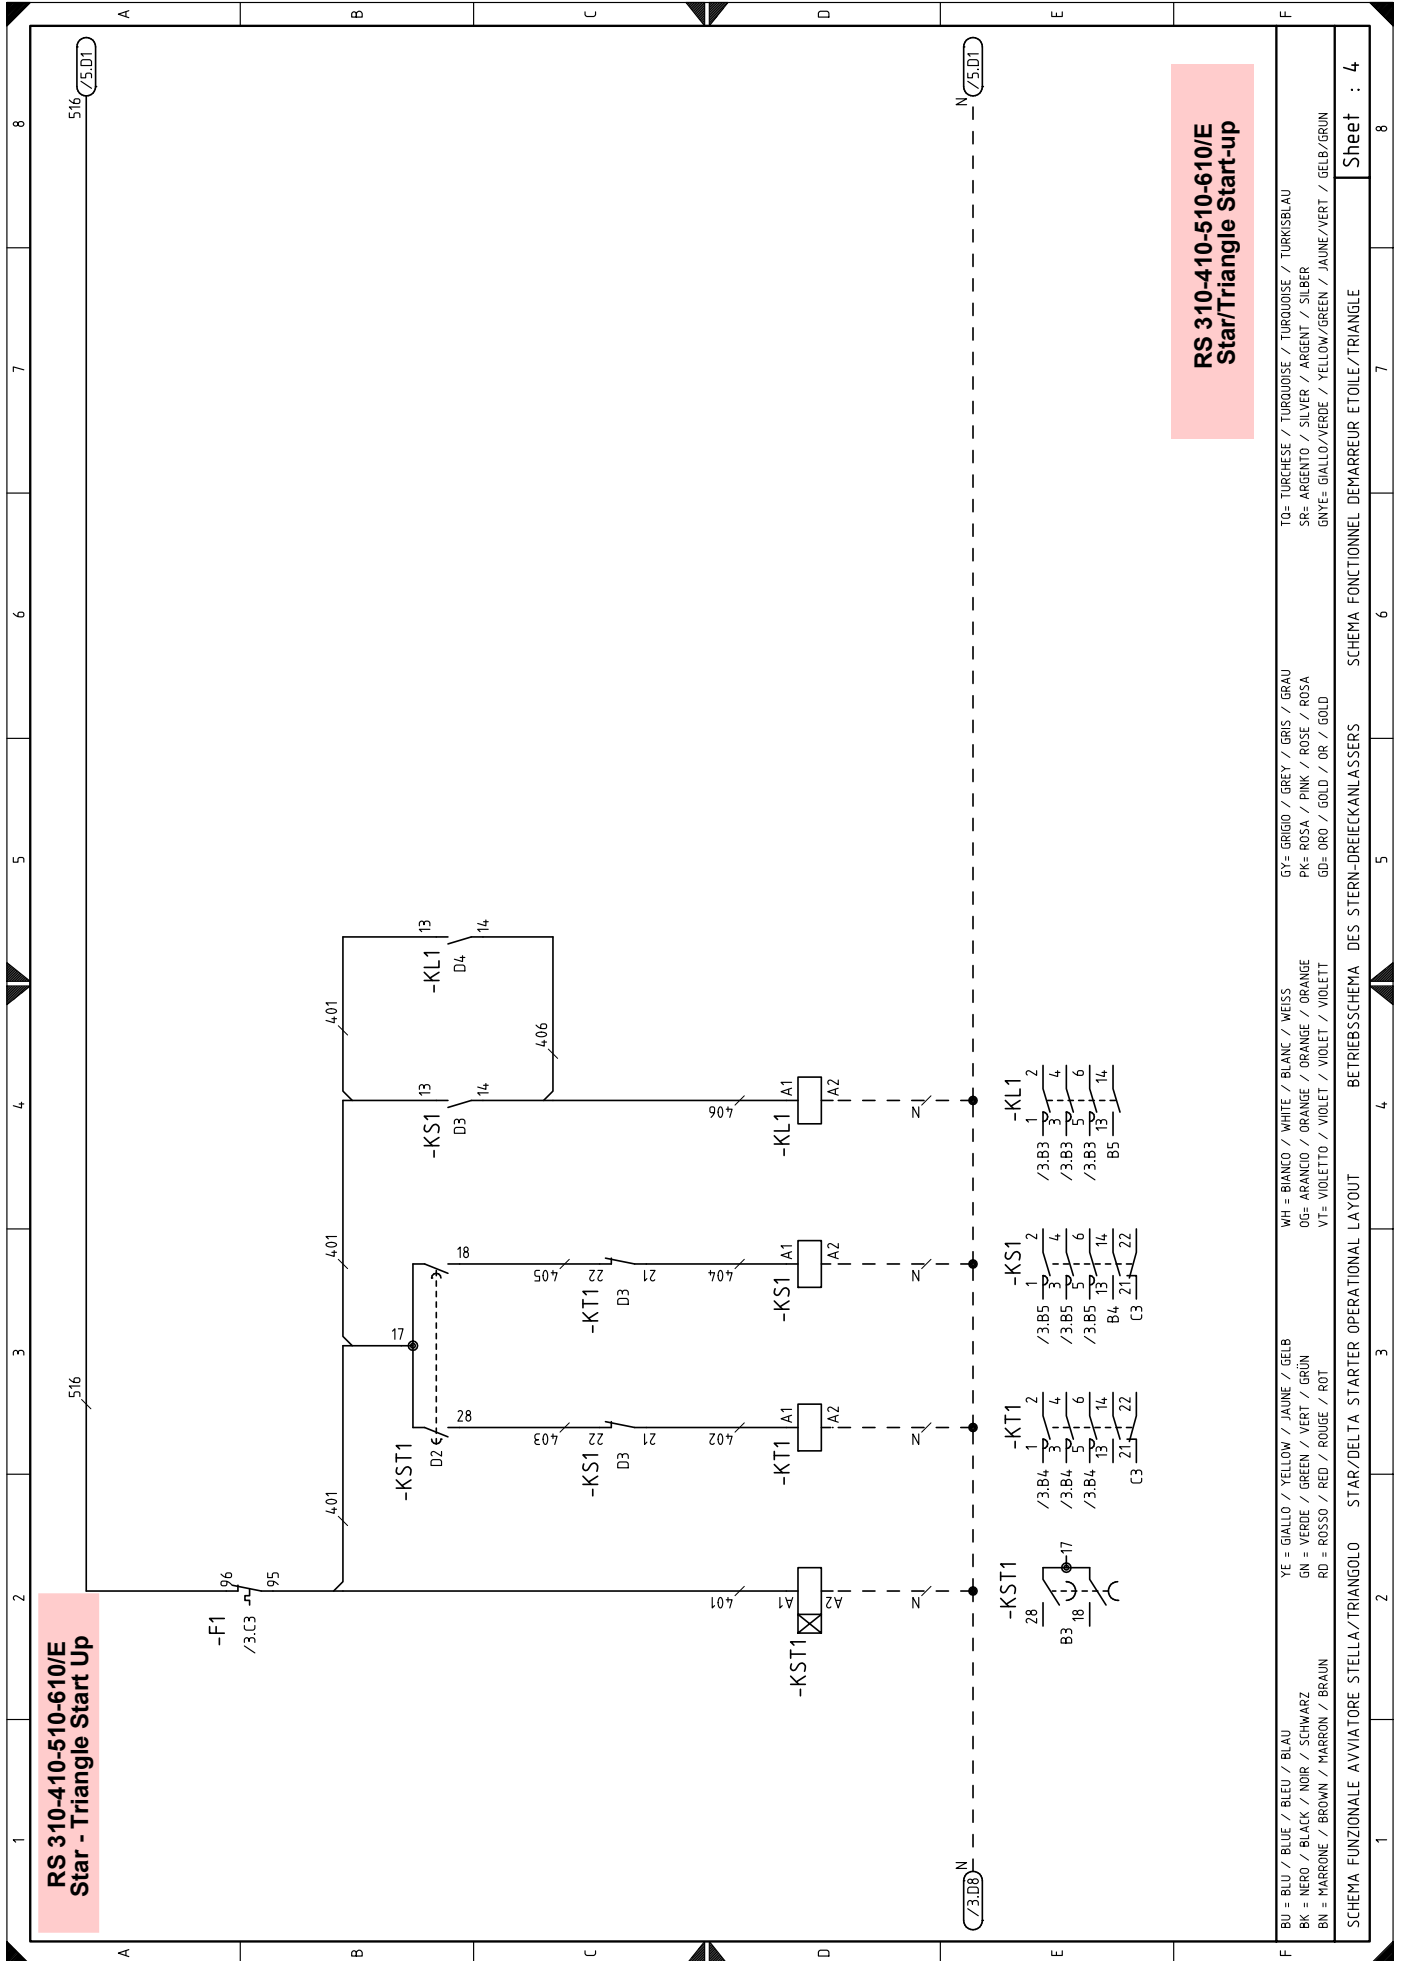 RS 310-410-510-610/E
Star - Triangle Start Up
1 2 3 4 5 6 7 8
A
B
C
D
E
F
516
516
/5.D1
-F1
/3.C3
96
95
401
401
401
401
17
-KST1
D2
28
18
-KS1
D3
13
14
-KL1
D4
13
14
406
403
405
-KS1
D3
22
21
-KT1
D3
22
21
401
402
404
406
-KST1
A1
A2
-KT1
A1
A2
-KS1
A1
A2
-KL1
A1
A2
N
N
N
N
/3.D8
N
N
/5.D1
-KST1
28
17
B3
18
-KT1
/3.B4 1 2
/3.B4 3 4
/3.B4 5 6
13 14
C3 21 22
-KS1
/3.B5 1 2
/3.B5 3 4
/3.B5 5 6
B4 13 14
C3 21 22
-KL1
/3.B3 1 2
/3.B3 3 4
/3.B3 5 6
B5 13 14
RS 310-410-510-610/E
Star/Triangle Start-up
BU = BLU / BLUE / BLEU / BLAU
BK = NERO / BLACK / NOIR / SCHWARZ
BN = MARRONE / BROWN / MARRON / BRAUN
YE = GIALLO / YELLOW / JAUNE / GELB
GN = VERDE / GREEN / VERT / GRÜN
RD = ROSSO / RED / ROUGE / ROT
WH = BIANCO / WHITE / BLANC / WEISS
OG= ARANCIO / ORANGE / ORANGE / ORANGE
VT= VIOLETTO / VIOLET / VIOLET / VIOLETT
GY= GRIGIO / GREY / GRIS / GRAU
PK= ROSA / PINK / ROSE / ROSA
GD= ORO / GOLD / OR / GOLD
TQ= TURCHESE / TURQUOISE / TURQUOISE / TURKISBLAU
SR= ARGENTO / SILVER / ARGENT / SILBER
GNYE= GIALLO/VERDE / YELLOW/GREEN / JAUNE/VERT / GELB/GRUN
SCHEMA FUNZIONALE AVVIATORE STELLA/TRIANGOLO STAR/DELTA STARTER OPERATIONAL LAYOUT BETRIEBSSCHEMA DES STERN-DREIECKANLASSERS SCHEMA FONCTIONNEL DEMARREUR ETOILE/TRIANGLE
Sheet : 4
1 2 3 4 5 6 7 8
A
B
C
D
E
F